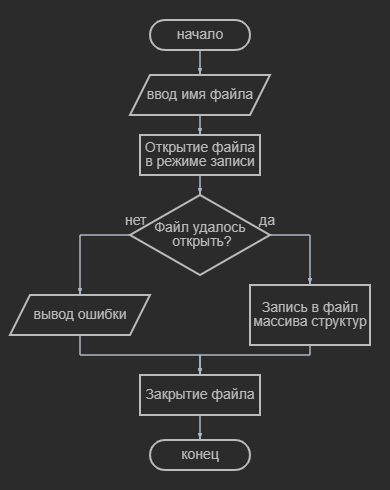 начало
ввод имя файла
Открытие файла
в режиме записи
нет
да
Файл удалось
открыть?
вывод ошибки
Запись в файл
массива структур
Закрытие файла
конец